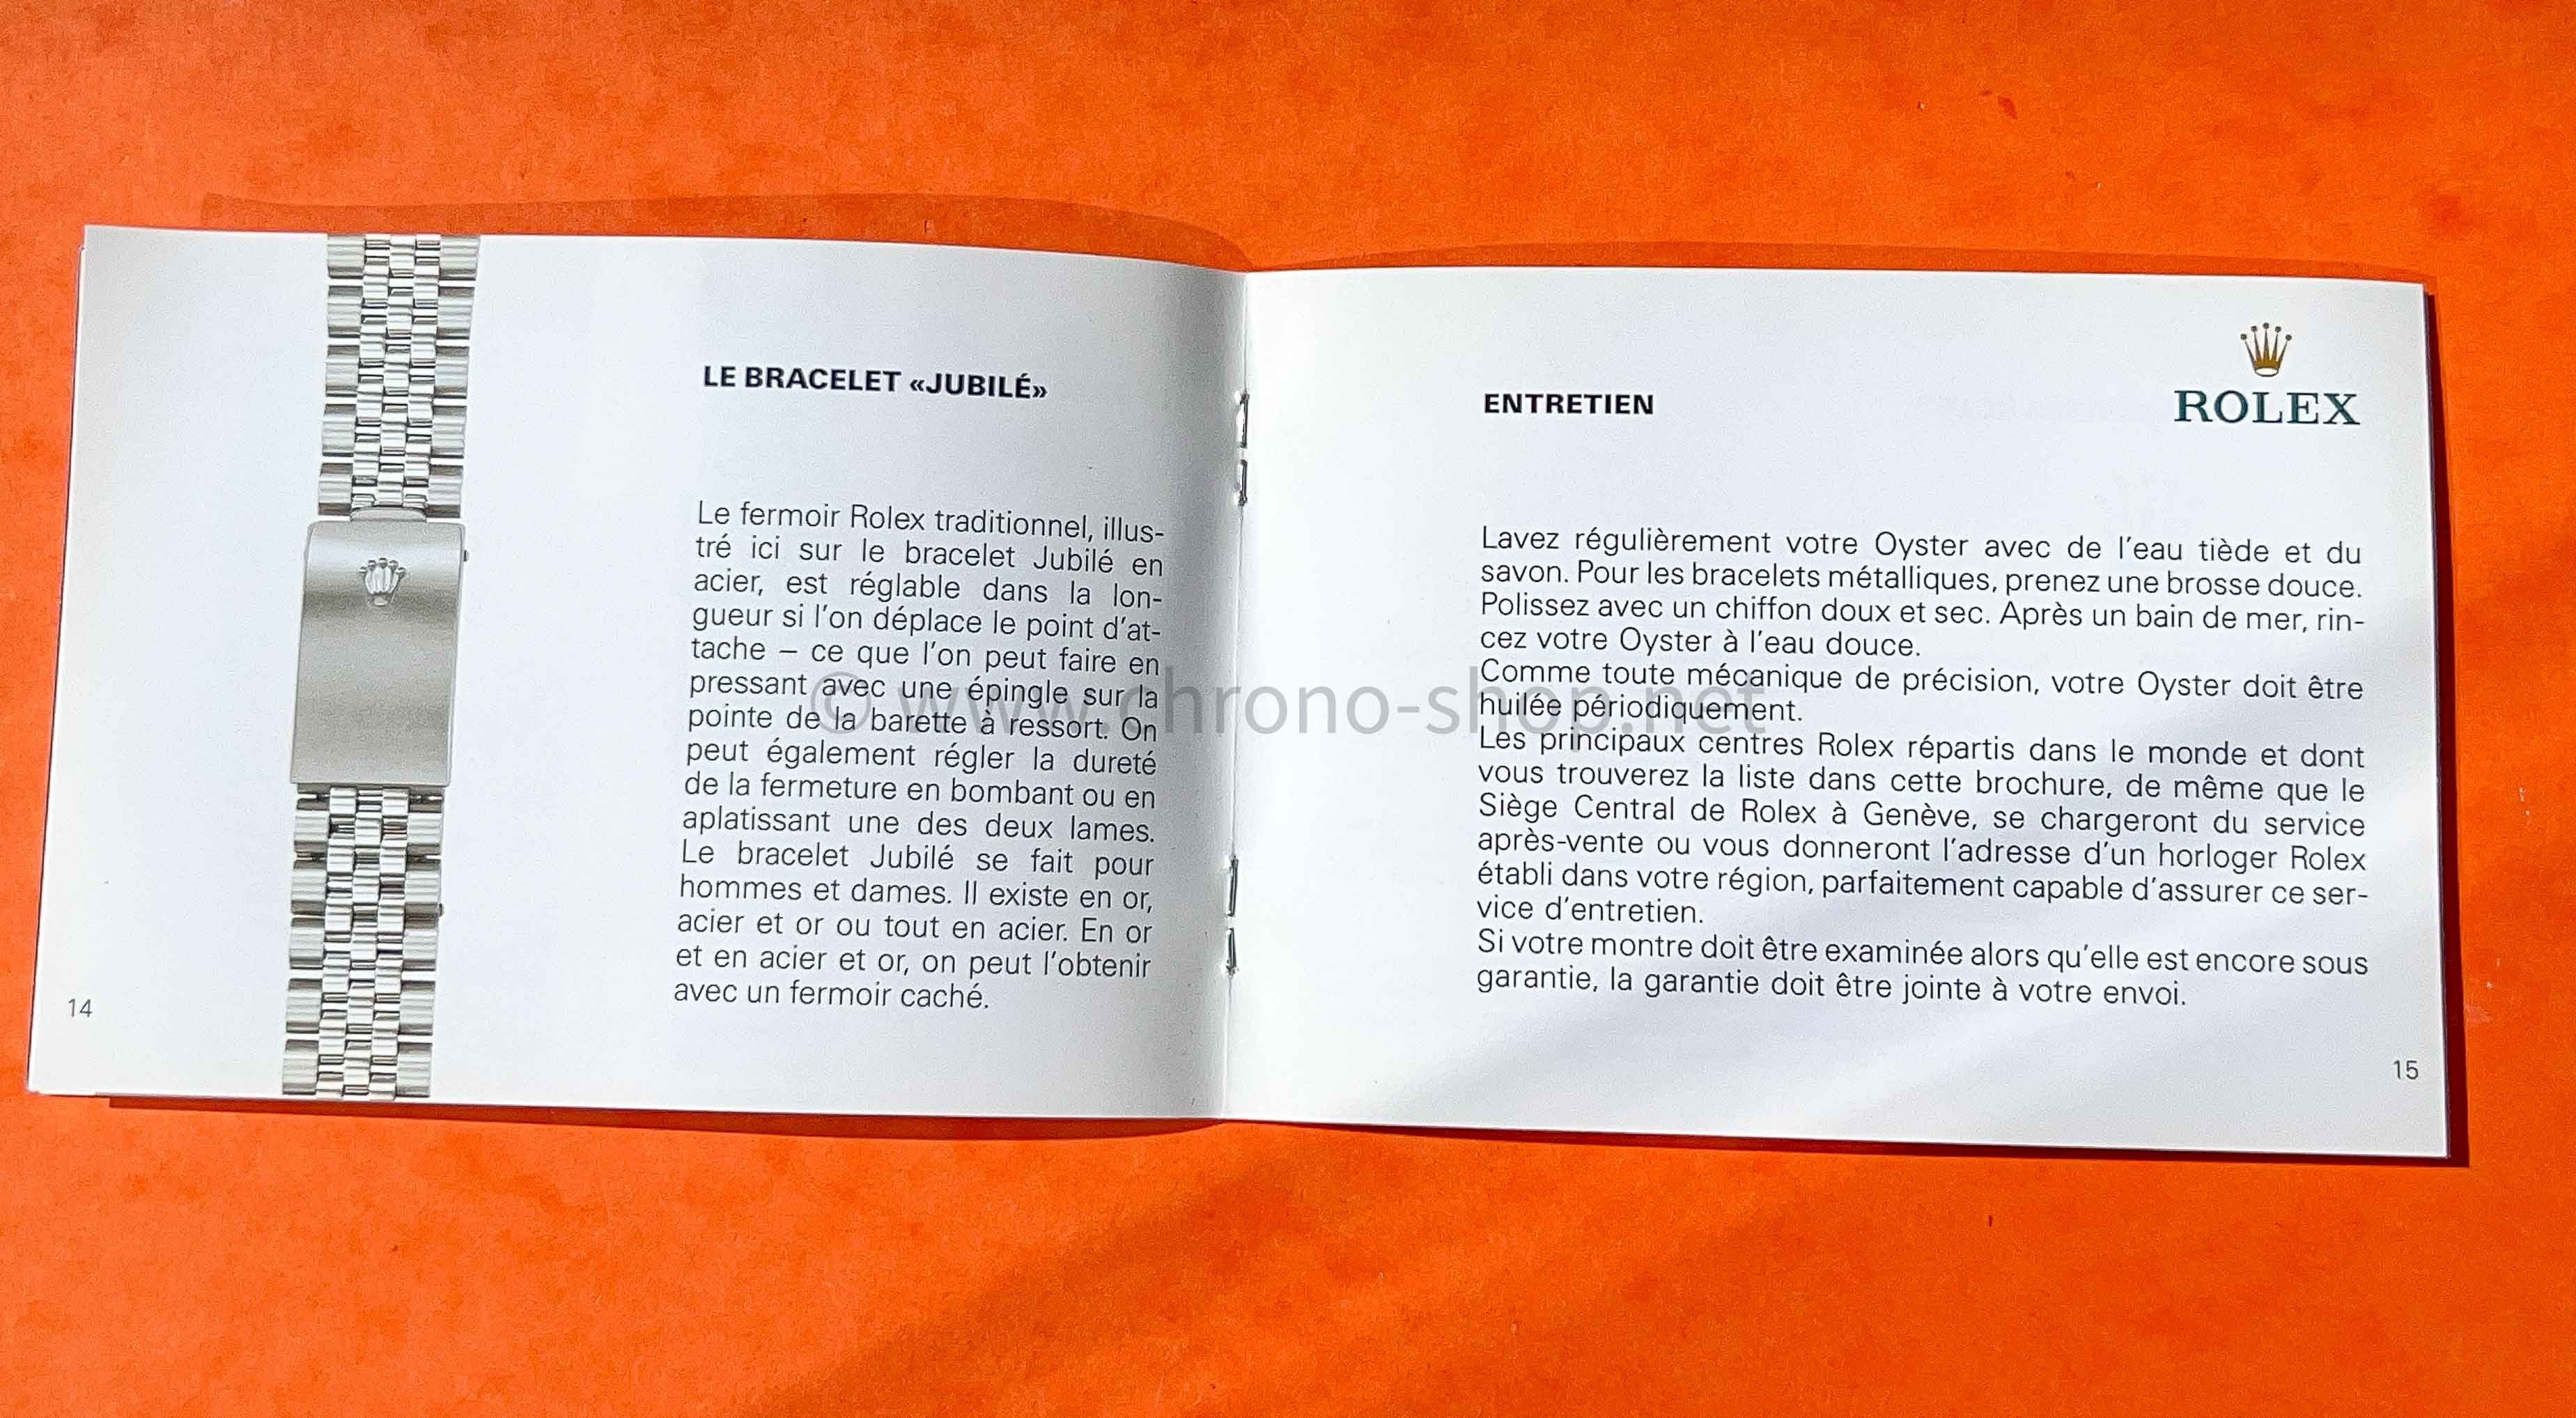 LE BRACELET «JUBILÉ»
Le fermoir Rolex traditionnel, illus-
tré ici sur le bracelet Jubilé en
acier, est réglable dans la lon-
gueur si l'on déplace le point d'at-
tache – ce que l'on peut faire en
pressant avec une épingle sur la
pointe de la barette à ressort. On
peut également régler la dureté
de la fermeture en bombant ou en
aplatissant une des deux lames.
Le bracelet Jubilé se fait pour
hommes et dames. Il existe en or,
acier et or ou tout en acier. En or
et en acier et or, on peut l'obtenir
avec un fermoir caché.
14
ENTRETIEN
ROLEX
Lavez régulièrement votre Oyster avec de l'eau tiède et du
savon. Pour les bracelets métalliques, prenez une brosse douce.
Polissez avec un chiffon doux et sec. Après un bain de mer, rin-
cez votre Oyster à l'eau douce.
Comme toute mécanique de précision, votre Oyster doit être
huilée périodiquement.
Les principaux centres Rolex répartis dans le monde et dont
vous trouverez la liste dans cette brochure, de même que le
Siège Central de Rolex à Genève, se chargeront du service
après-vente ou vous donneront l'adresse d'un horloger Rolex
établi dans votre région, parfaitement capable d'assurer ce ser-
vice d'entretien.
Si votre montre doit être examinée alors qu'elle est encore sous
garantie, la garantie doit être jointe à votre envoi.
15
© www.chrono-shop.net